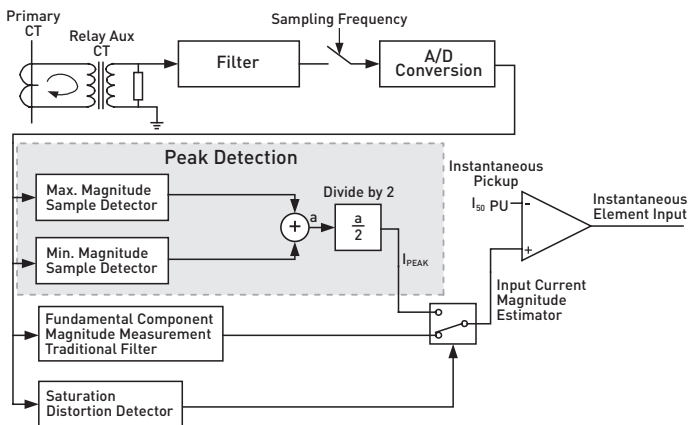 Primary
CT
Relay Aux
CT
Filter
Sampling Frequency
A/D
Conversion
Peak Detection
Max. Magnitude
Sample Detector
Min. Magnitude
Sample Detector
+
a
Divide by 2
a
2
I_PEAK
Instantaneous
Pickup
I₅₀ PU
-
+
Instantaneous
Element Input
Input Current
Magnitude
Estimator
Fundamental Component
Magnitude Measurement
Traditional Filter
Saturation
Distortion Detector